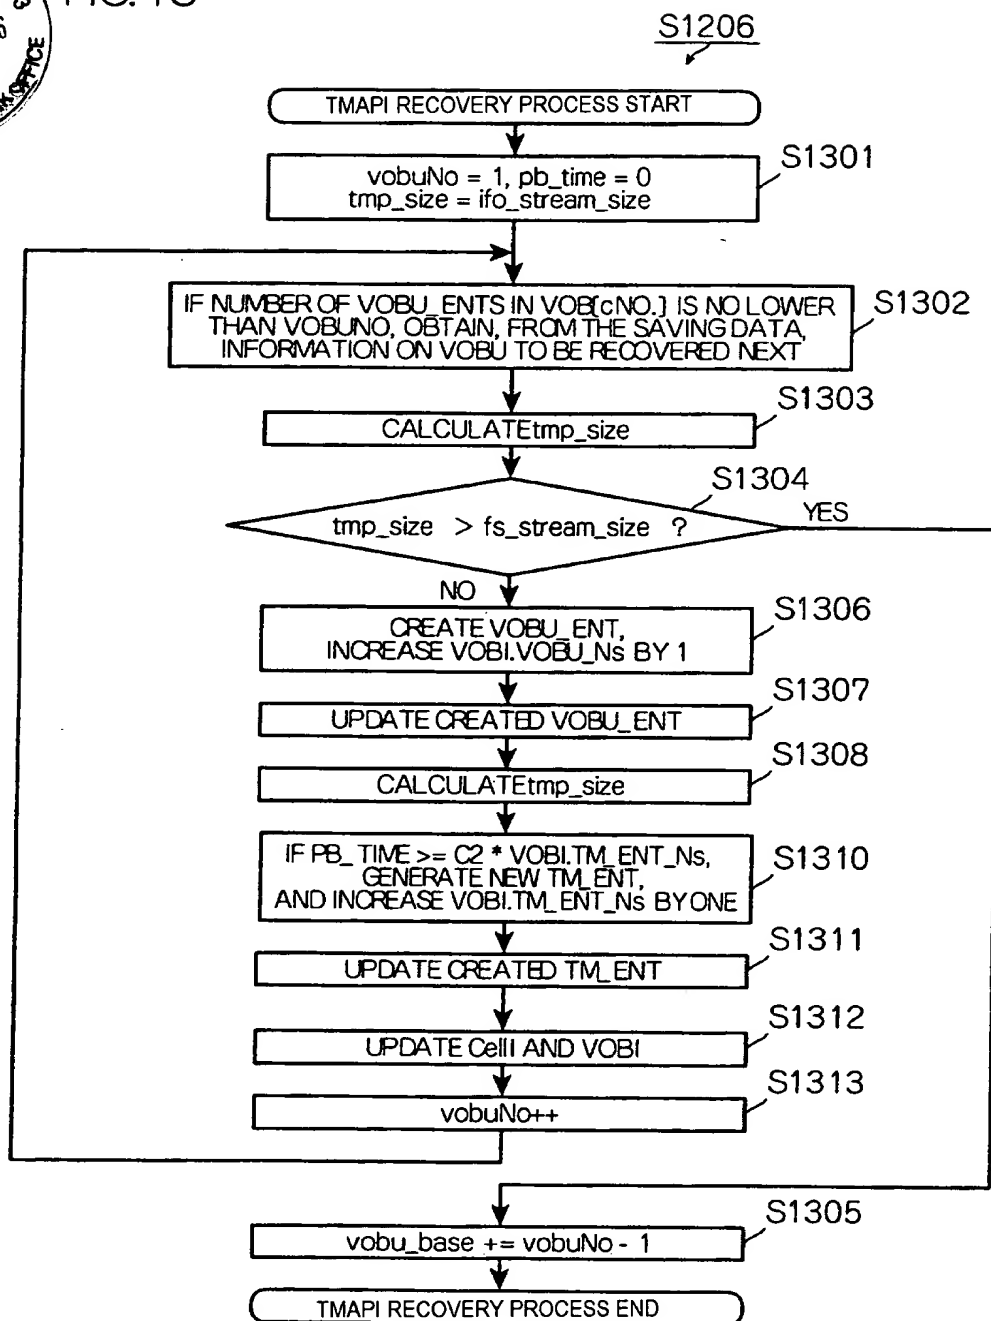 OFFICE
S1206
TMAPI RECOVERY PROCESS START
S1301
vobuNo = 1, pb_time = 0
tmp_size = ifo_stream_size
S1302
IF NUMBER OF VOBU_ENTS IN VOB[cNO.] IS NO LOWER
THAN VOBUNO, OBTAIN, FROM THE SAVING DATA,
INFORMATION ON VOBU TO BE RECOVERED NEXT
S1303
CALCULATEtmp_size
S1304
tmp_size > fs_stream_size ?
YES
NO
S1306
CREATE VOBU_ENT,
INCREASE VOBI.VOBU_Ns BY 1
S1307
UPDATE CREATED VOBU_ENT
S1308
CALCULATEtmp_size
S1310
IF PB_TIME >= C2 * VOBI.TM_ENT_Ns,
GENERATE NEW TM_ENT,
AND INCREASE VOBI.TM_ENT_Ns BY ONE
S1311
UPDATE CREATED TM_ENT
S1312
UPDATE CellI AND VOBI
S1313
vobuNo++
S1305
vobu_base += vobuNo - 1
TMAPI RECOVERY PROCESS END